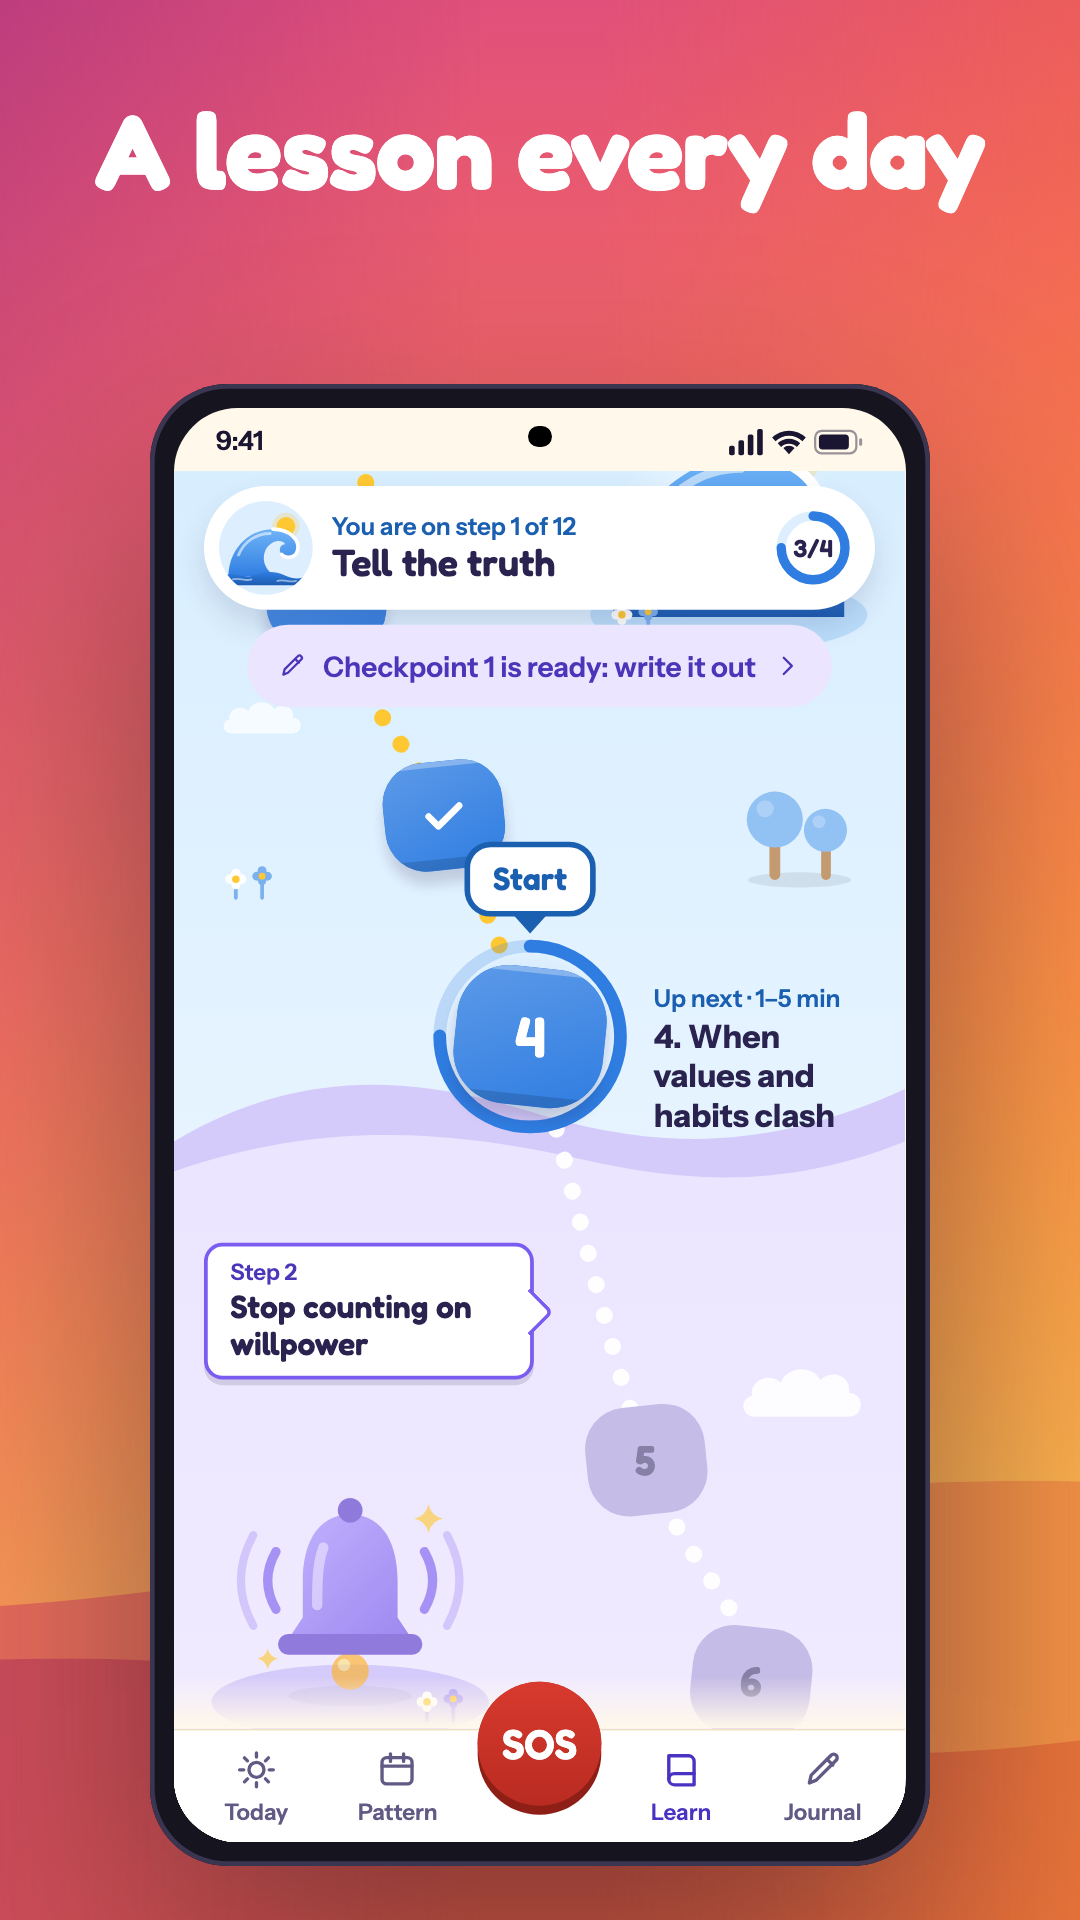 A lesson every day
9:41
You are on step 1 of 12
Tell the truth
3/4
Checkpoint 1 is ready: write it out
Start
4
Up next · 1–5 min
4. When
values and
habits clash
Step 2
Stop counting on
willpower
5
6
SOS
Today
Pattern
Learn
Journal